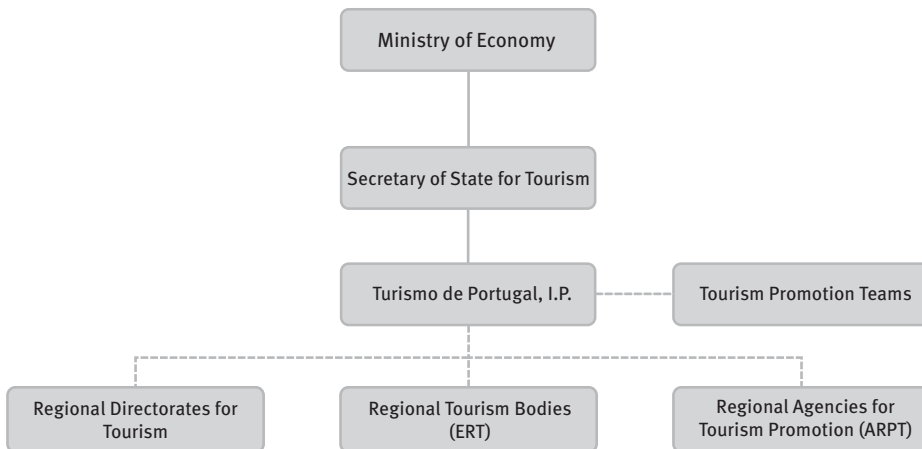 Ministry of Economy
Secretary of State for Tourism
Turismo de Portugal, I.P.
Tourism Promotion Teams
Regional Directorates for
Tourism
Regional Tourism Bodies
(ERT)
Regional Agencies for
Tourism Promotion (ARPT)